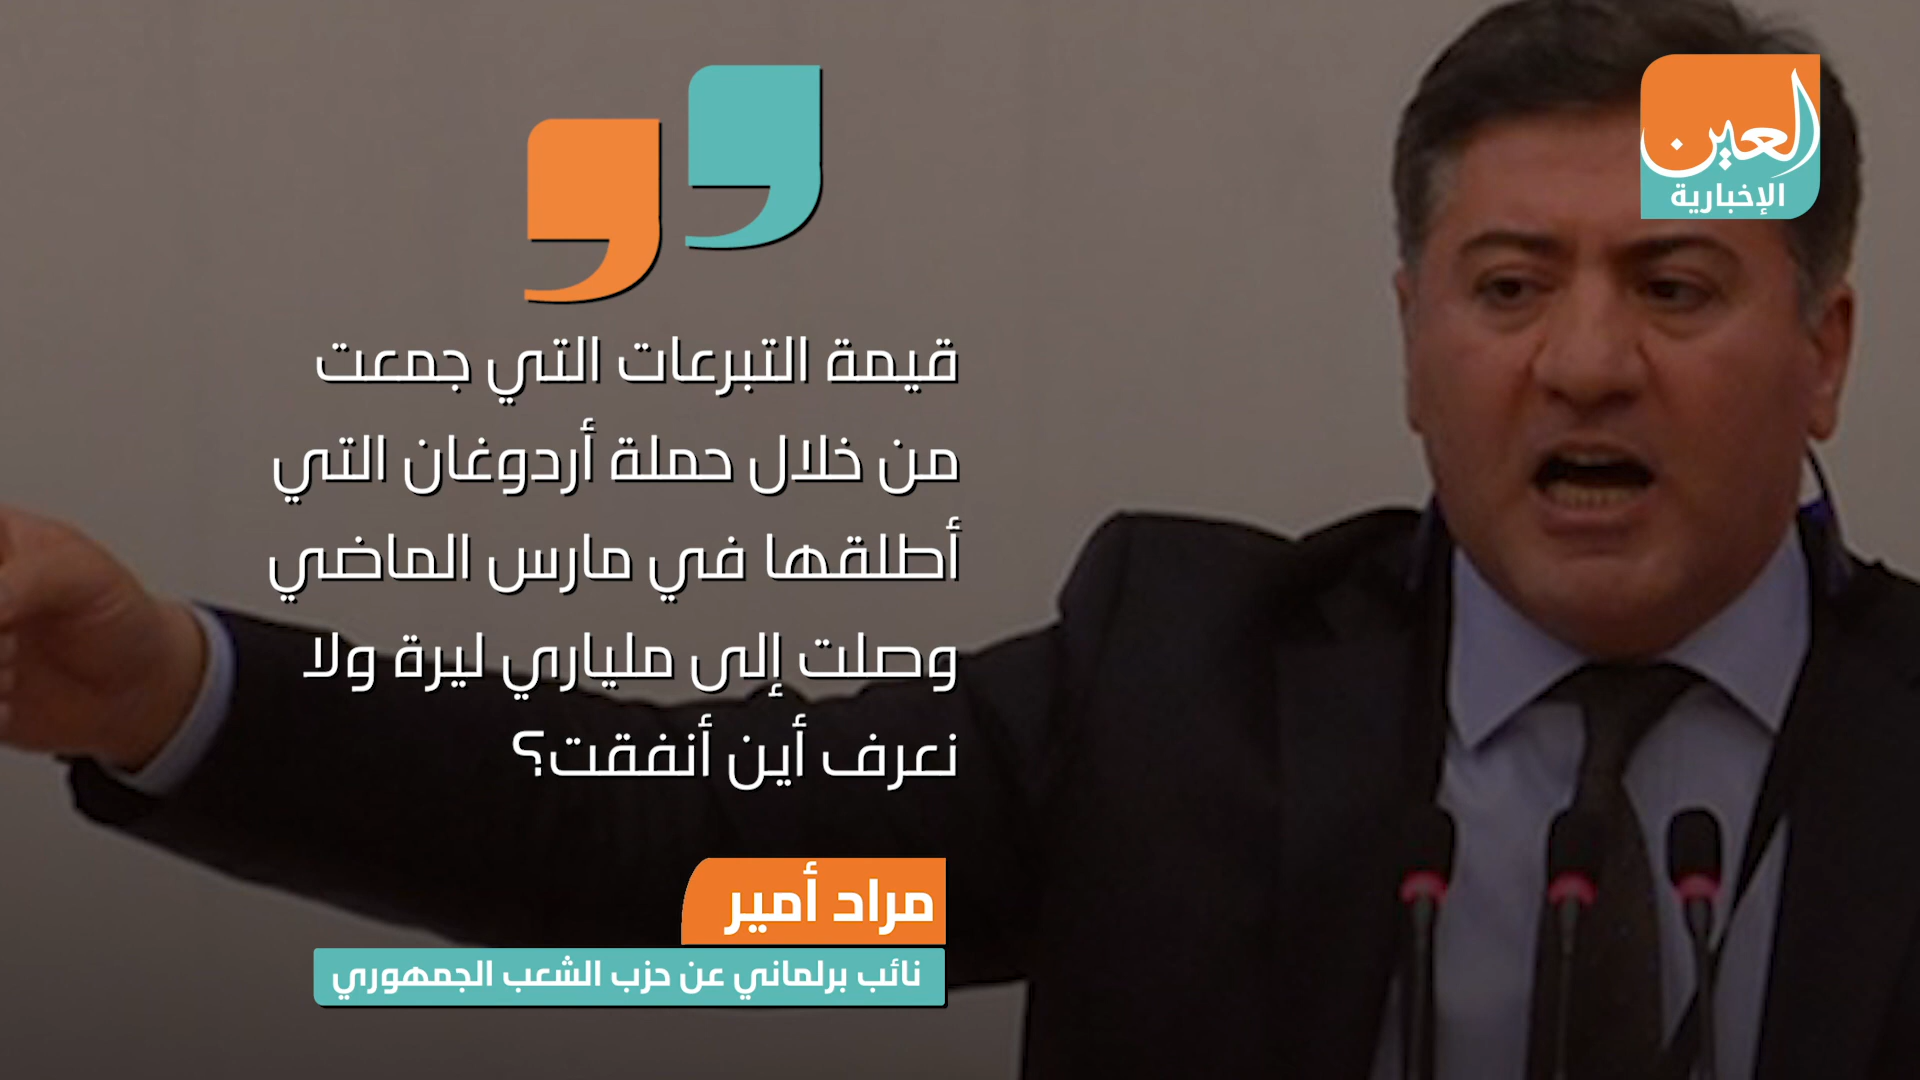 العين
الإخبارية
قيمة التبرعات التي جمعت
من خلال حملة أردوغان التي
أطلقها في مارس الماضي
وصلت إلى ملياري ليرة ولا
نعرف أين أنفقت؟
مراد أمير
نائب برلماني عن حزب الشعب الجمهوري